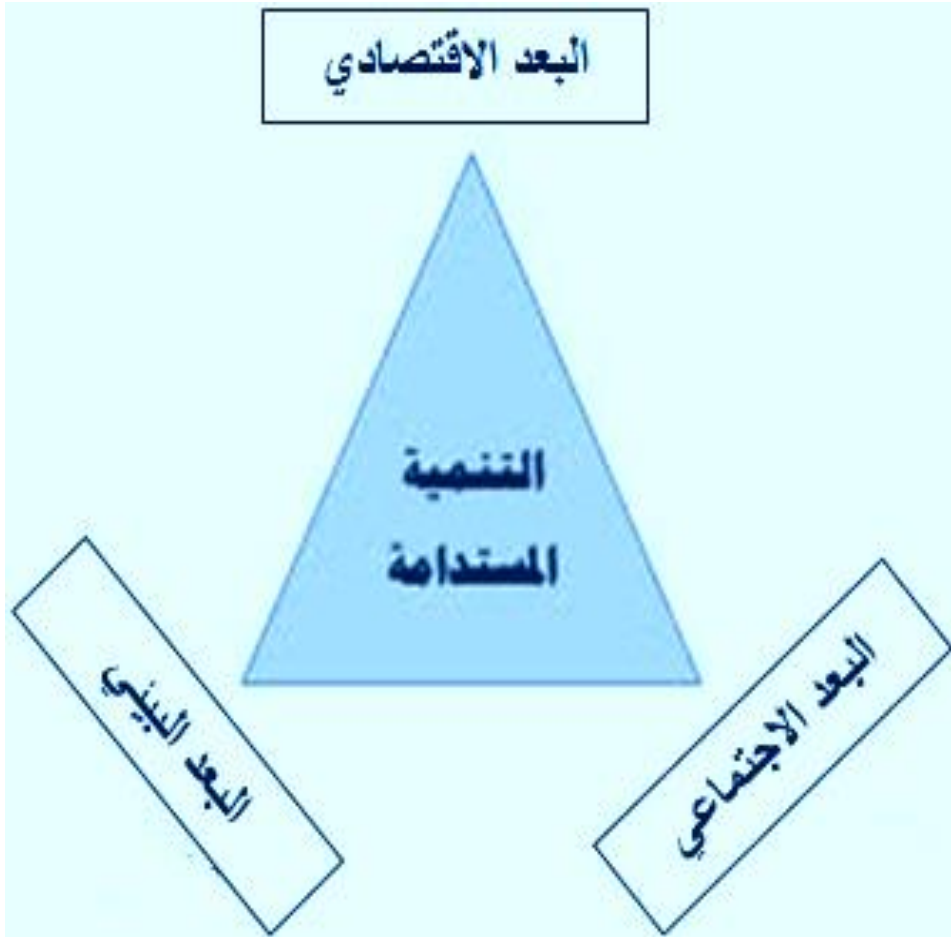 البعد الاقتصادي
التنمية
المستدامة
البعد الاجتماعي
البعد البيئي